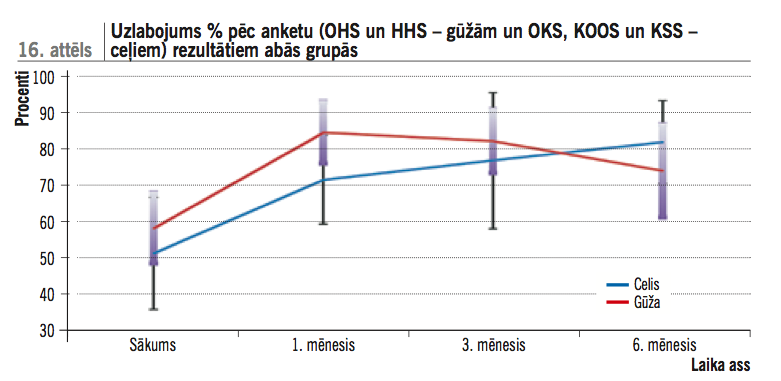 Uzlabojums % pēc anketu (OHS un HHS – gūžām un OKS, KOOS un KSS –
16. attēls ceļiem) rezultātiem abās grupās
Procenti
100
90
80
70
60
50
40
30
Celis
Gūža
Sākums 1. mēnesis 3. mēnesis 6. mēnesis
Laika ass